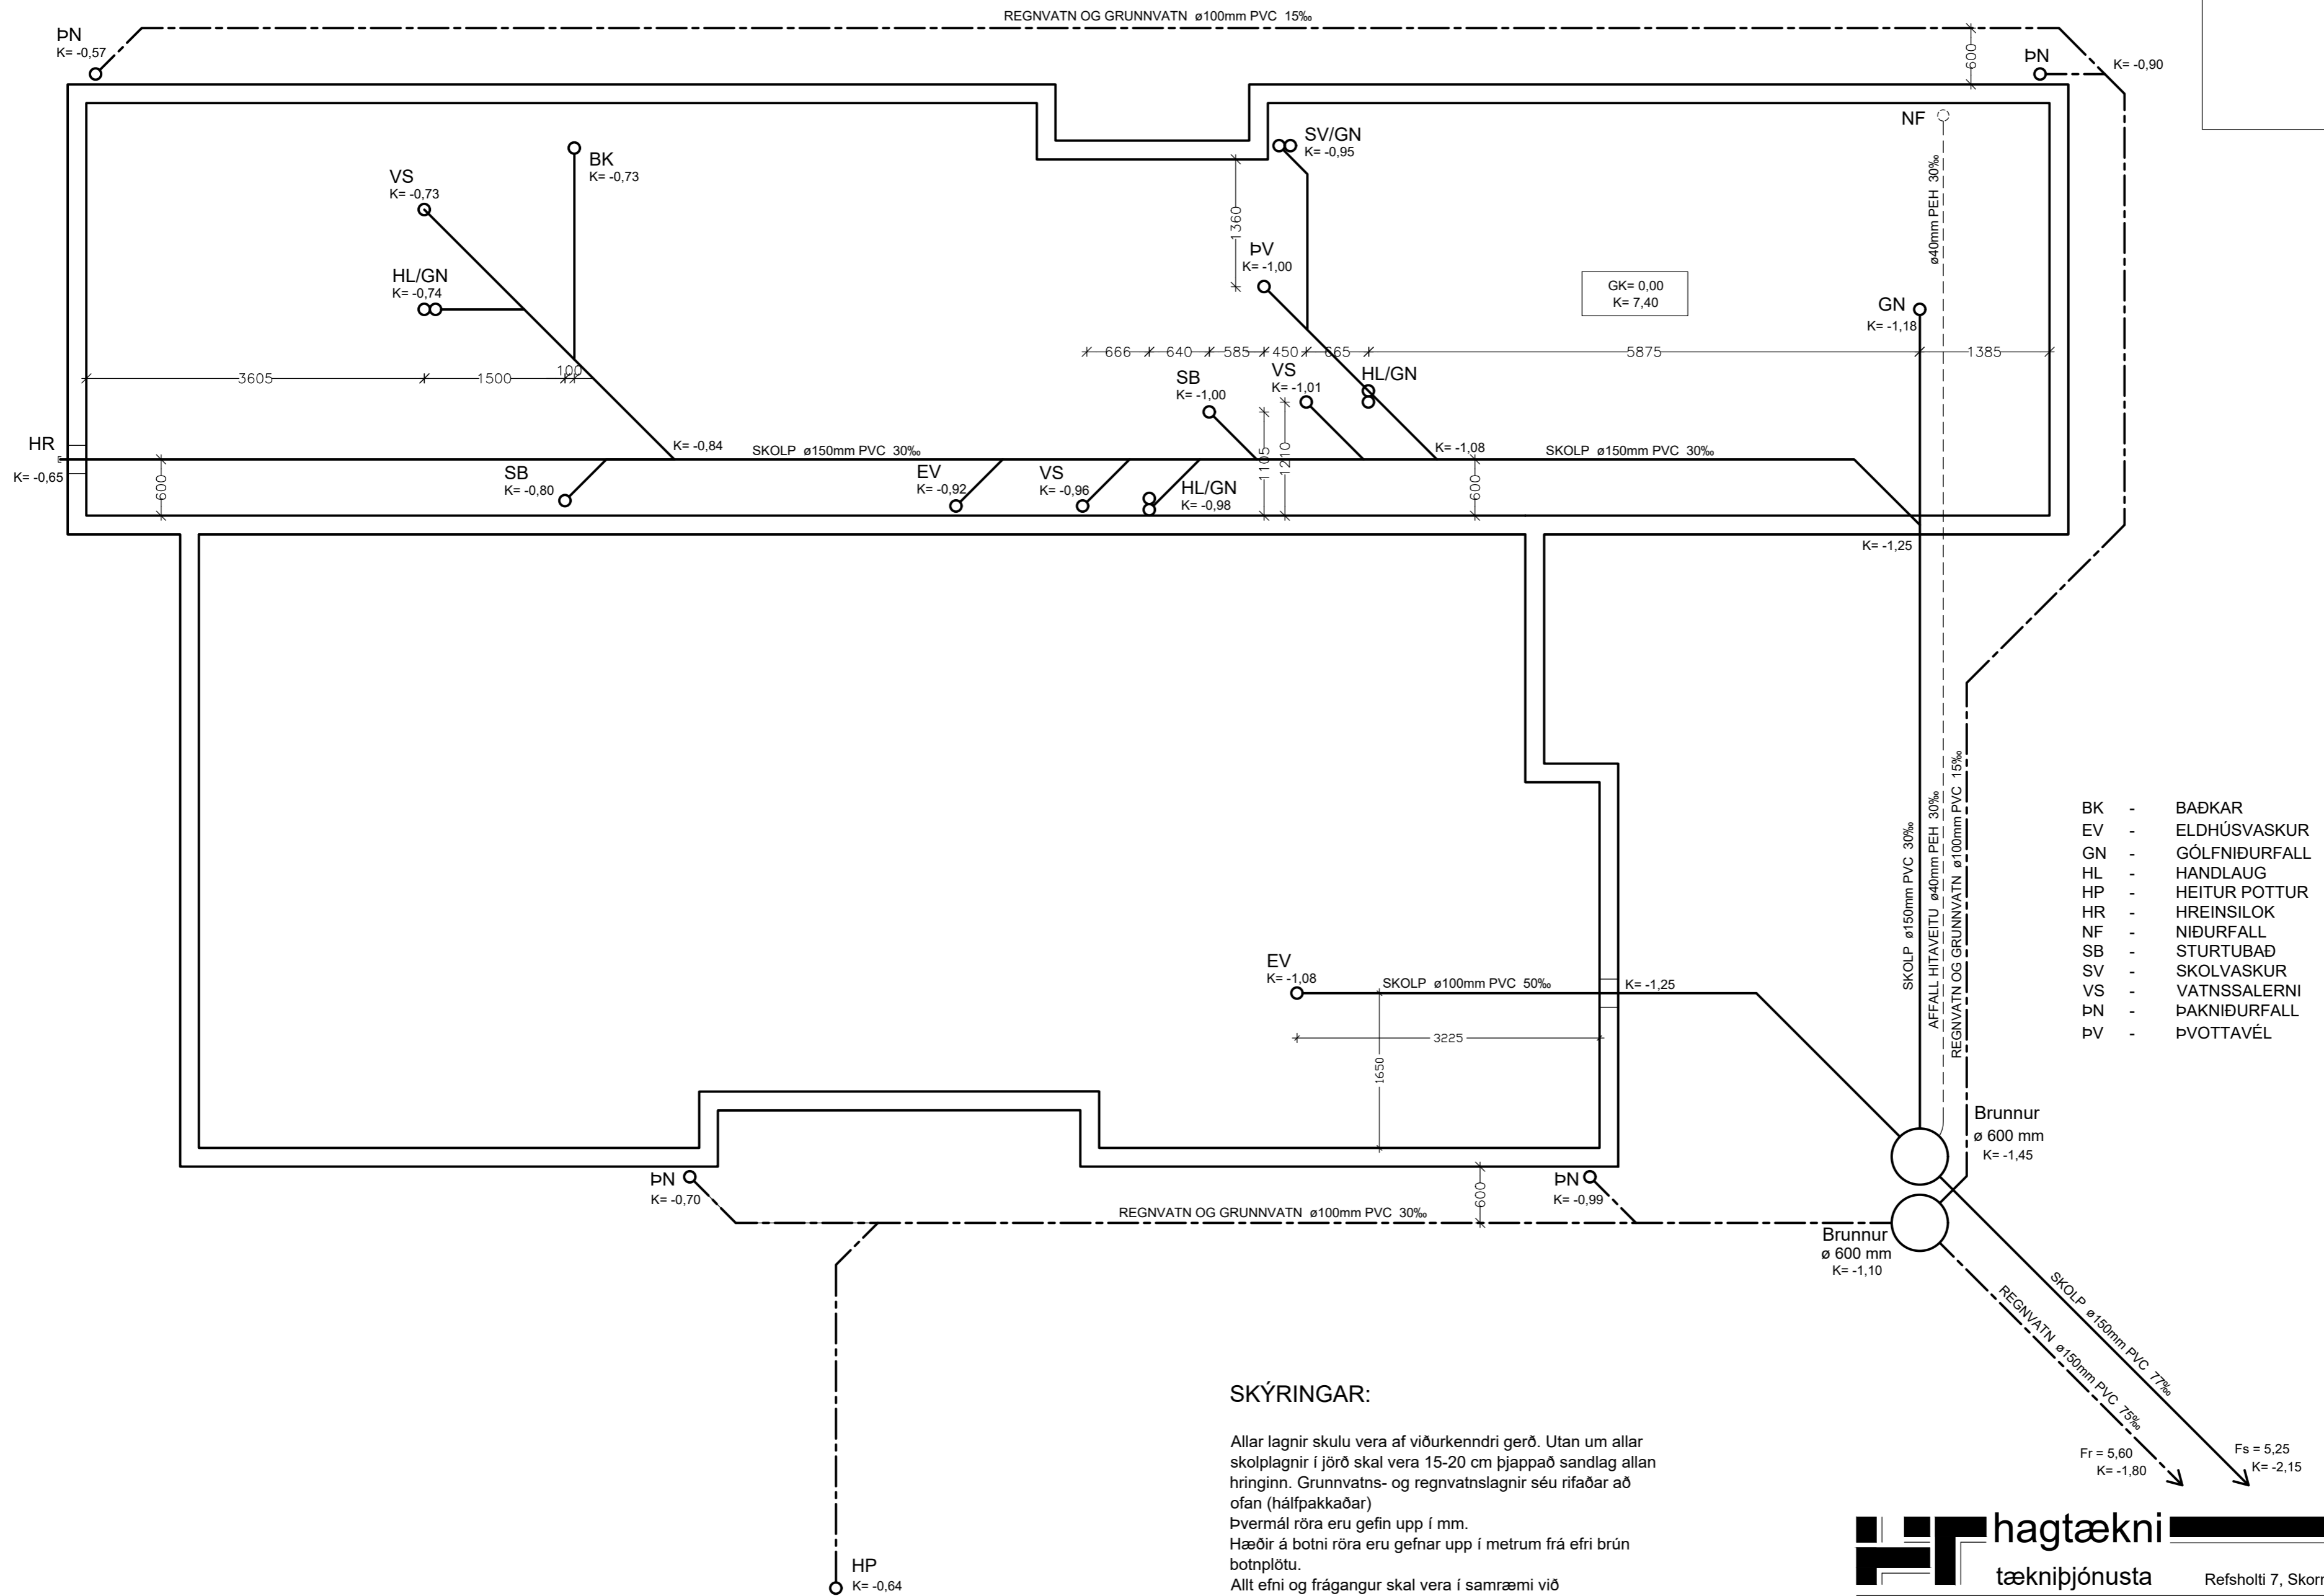 REGNVATN OG GRUNNVATN ø100mm PVC 15‰
ÞN
K= -0,57
600
ÞN
K= -0,90
NF
ø40mm PEH 30‰
SV/GN
K= -0,95
BK
K= -0,73
VS
K= -0,73
1360
ÞV
K= -1,00
HL/GN
K= -0,74
GK= 0,00
K= 7,40
GN
K= -1,18
666
640
585
450
665
5875
1385
3605
1500
100
SB
K= -1,00
VS
K= -1,01
HL/GN
HR
K= -0,65
K= -0,84
SKOLP ø150mm PVC 30‰
K= -1,08
SKOLP ø150mm PVC 30‰
600
SB
K= -0,80
EV
K= -0,92
VS
K= -0,96
HL/GN
K= -0,98
1105
1210
600
K= -1,25
SKOLP ø150mm PVC 30‰
AFFALL HITAVEITU ø40mm PEH 30‰
REGNVATN OG GRUNNVATN ø100mm PVC 15‰
BK - BAÐKAR
EV - ELDHÚSVASKUR
GN - GÓLFNIÐURFALL
HL - HANDLAUG
HP - HEITUR POTTUR
HR - HREINSILOK
NF - NIÐURFALL
SB - STURTUBAÐ
SV - SKOLVASKUR
VS - VATNSSALERNI
ÞN - ÞAKNIÐURFALL
ÞV - ÞVOTTAVÉL
EV
K= -1,08
SKOLP ø100mm PVC 50‰
K= -1,25
3225
1650
Brunnur
ø 600 mm
K= -1,45
ÞN
K= -0,70
ÞN
K= -0,99
600
REGNVATN OG GRUNNVATN ø100mm PVC 30‰
Brunnur
ø 600 mm
K= -1,10
SKOLP ø150mm PVC 77‰
REGNVATN ø150mm PVC 75‰
Fr = 5,60
K= -1,80
Fs = 5,25
K= -2,15
HP
K= -0,64
SKÝRINGAR:
Allar lagnir skulu vera af viðurkenndri gerð. Utan um allar
skolplagnir í jörð skal vera 15-20 cm þjappað sandlag allan
hringinn. Grunnvatns- og regnvatnslagnir séu rifaðar að
ofan (hálfpakkaðar)
Þvermál röra eru gefin upp í mm.
Hæðir á botni röra eru gefnar upp í metrum frá efri brún
botnplötu.
Allt efni og frágangur skal vera í samræmi við
hagtækni
tækniþjónusta
Refsholti 7,